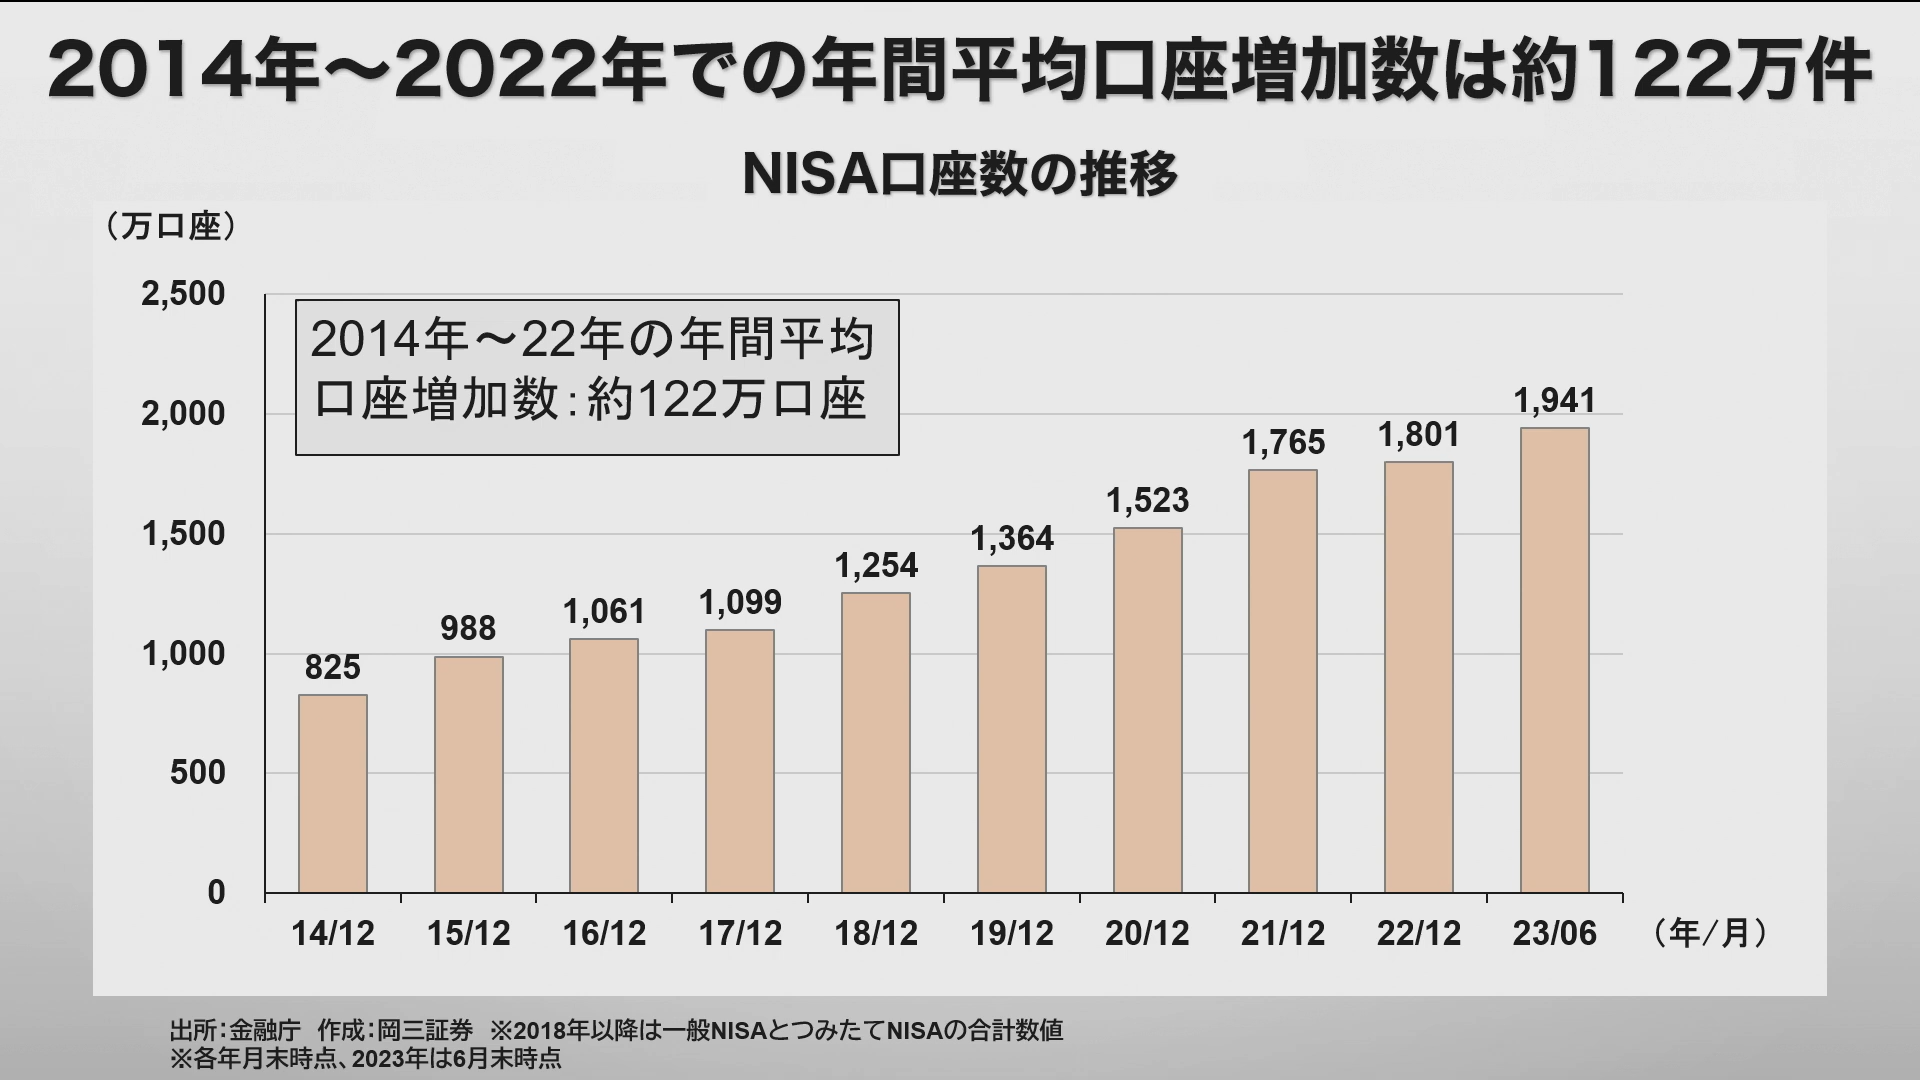 2014年～2022年での年間平均口座増加数は約122万件
NISA口座数の推移
（万口座）
2,500
2,000
1,500
1,000
500
0
2014年～22年の年間平均
口座増加数：約122万口座
825
988
1,061
1,099
1,254
1,364
1,523
1,765
1,801
1,941
14/12 15/12 16/12 17/12 18/12 19/12 20/12 21/12 22/12 23/06 （年/月）
出所：金融庁　作成：岡三証券　※2018年以降は一般NISAとつみたてNISAの合計数値
※各年月末時点、2023年は6月末時点